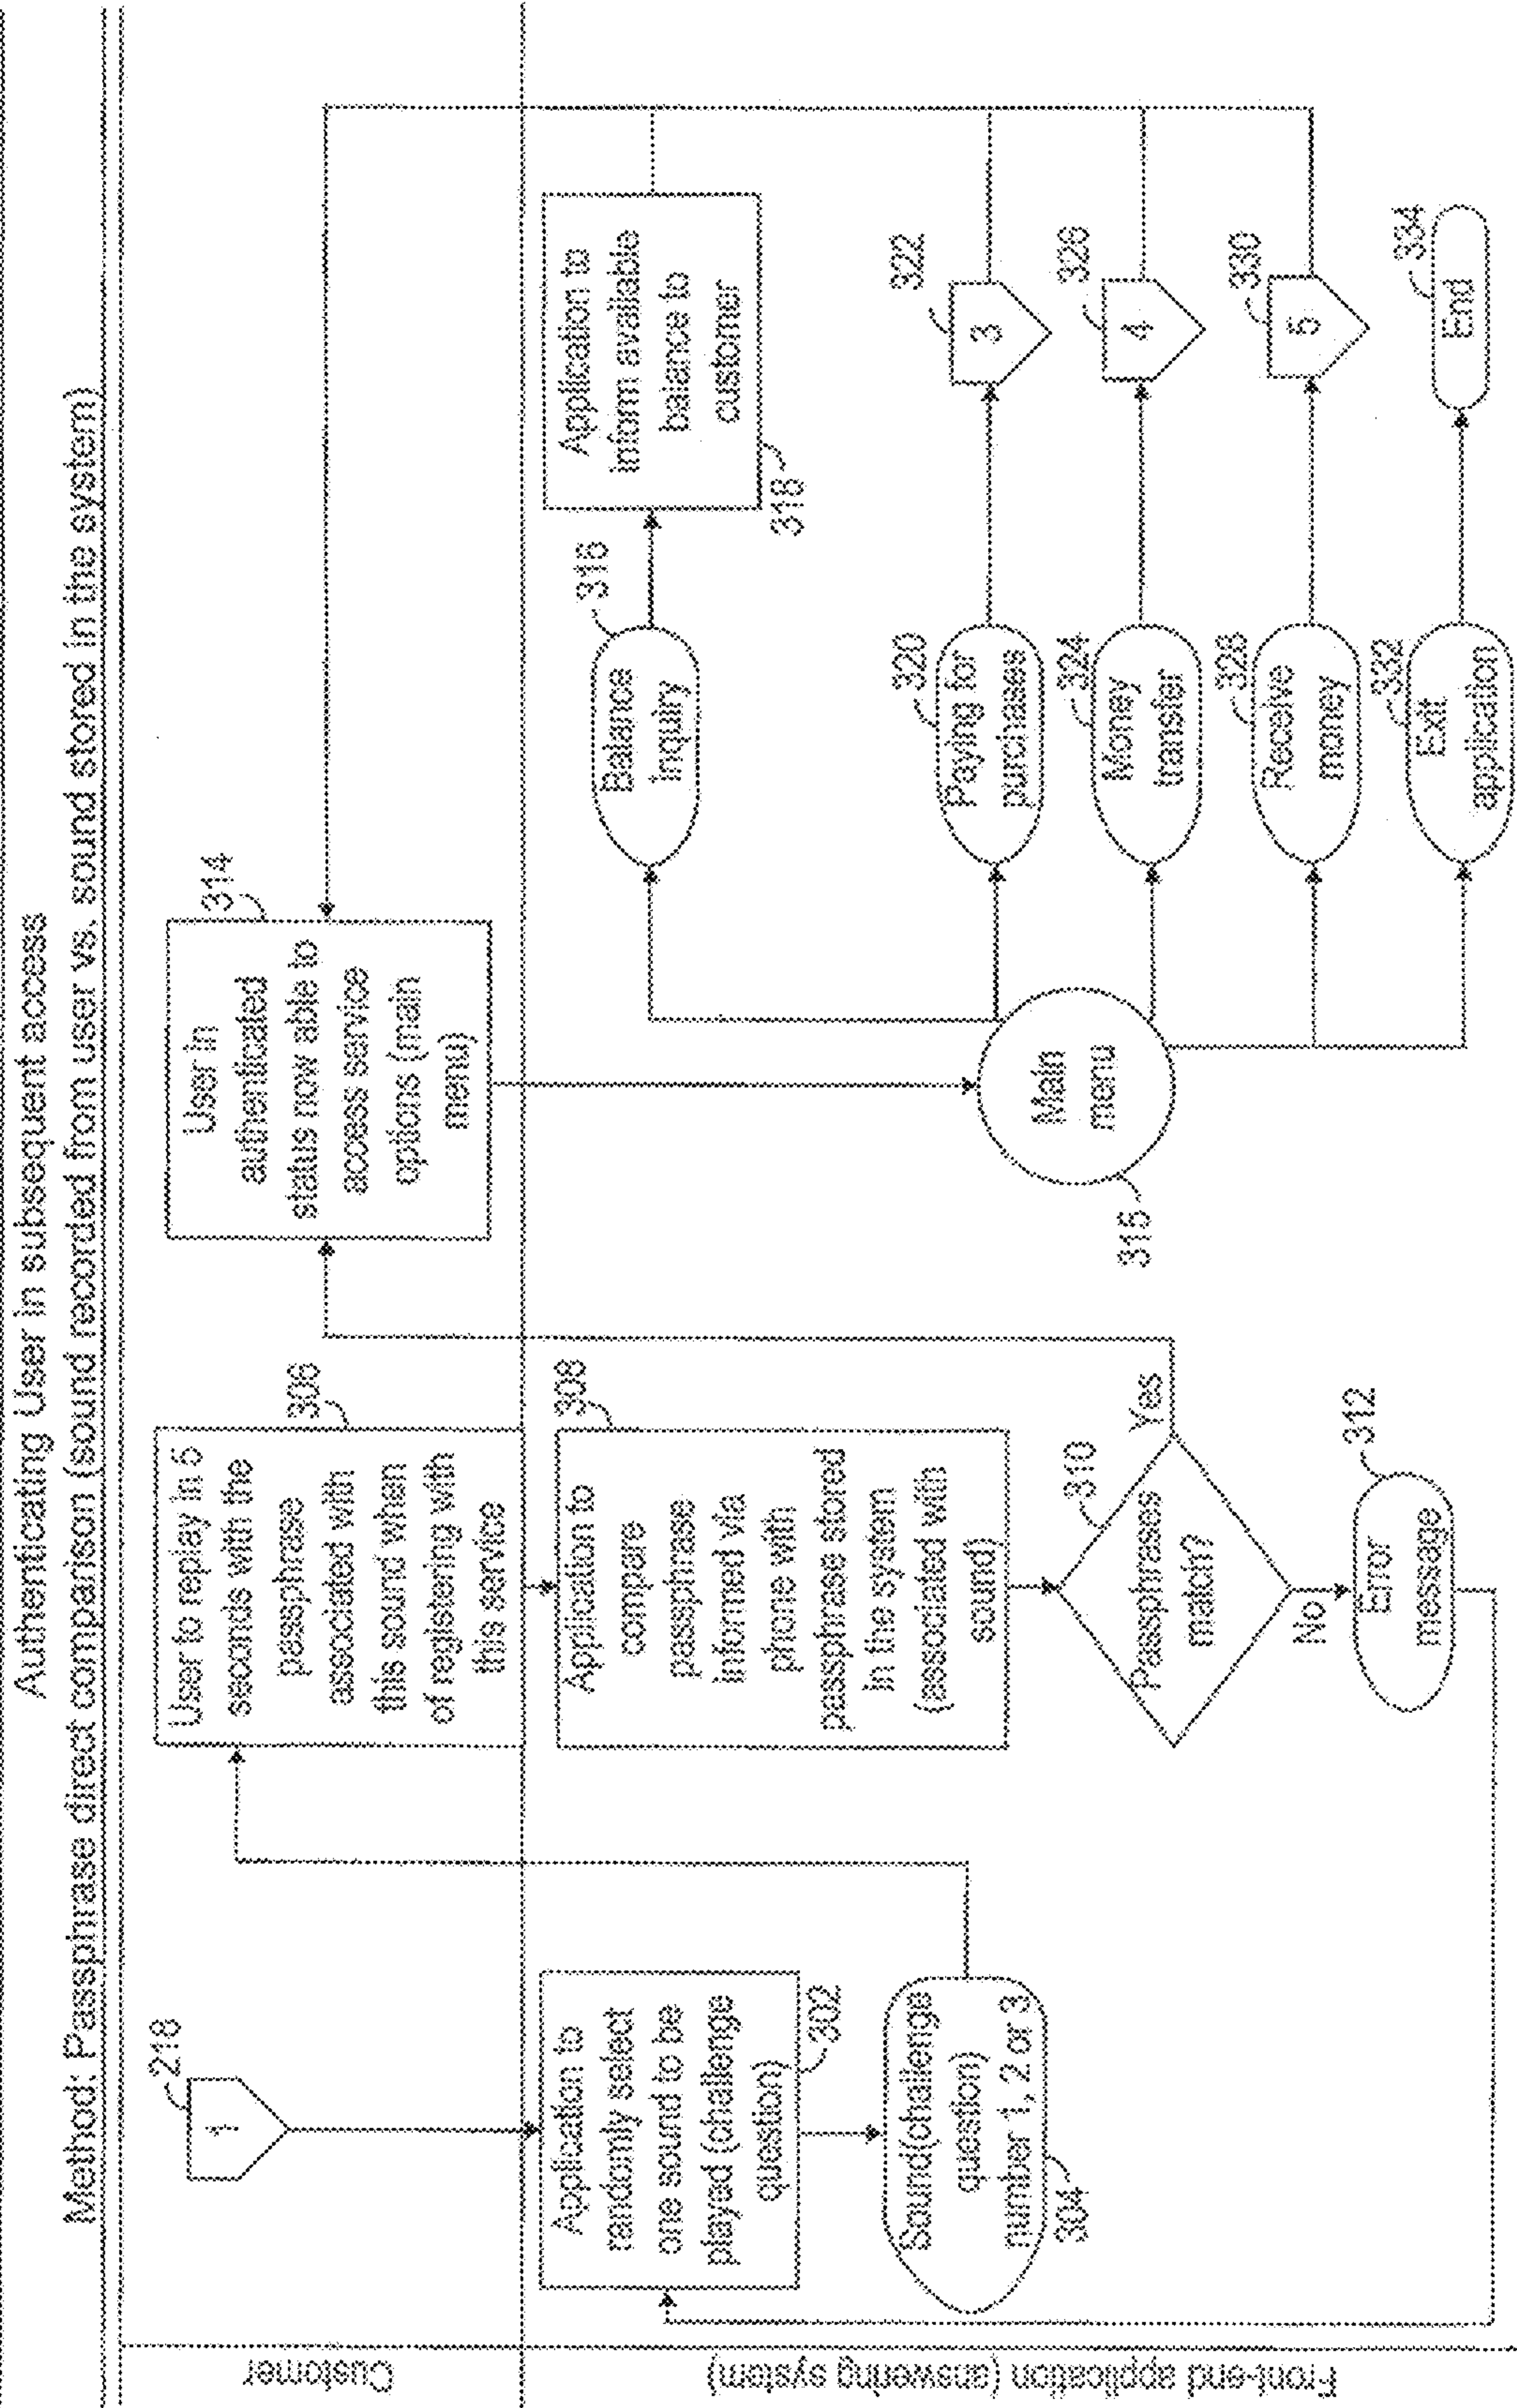 Authenticating User in subsequent access
Method: Passphrase direct comparison (sound recorded from user vs. sound stored in the system)
Customer
218
1
User to replay in 5
seconds with the
passphrase
associated with
this sound when
of registering with
this service
306
User in
authenticated
status now able to
access service
options (main
menu)
314
Front-end application (answering system)
Application to
randomly select
one sound to be
played (challenge
question)
302
Sound(challenge
question)
number 1, 2 or 3
304
Application to
compare
passphrase
informed via
phone with
passphrase stored
in the system
(associated with
sound)
308
Passphrases
match?
310
Yes
No
Error
message
312
Main
menu
315
Balance
Inquiry
316
Application to
inform available
balance to
customer
318
Paying for
purchases
320
3
322
Money
transfer
324
4
326
Receive
money
328
5
330
Exit
application
332
End
334